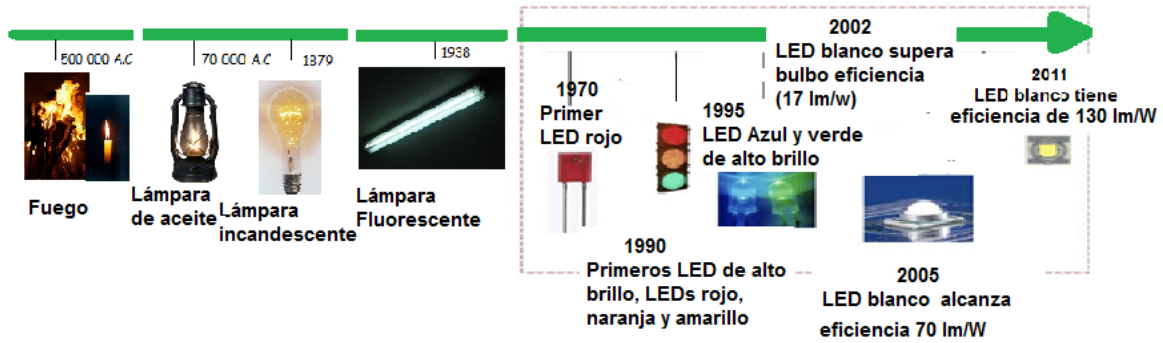 500 000 A.C
70 000 A.C
1879
1938
Fuego
Lámpara
de aceite
Lámpara
incandescente
Lámpara
Fluorescente
1970
Primer
LED rojo
1990
Primeros LED de alto
brillo, LEDs rojo,
naranja y amarillo
1995
LED Azul y verde
de alto brillo
2002
LED blanco supera
bulbo eficiencia
(17 lm/w)
2005
LED blanco alcanza
eficiencia 70 lm/W
2011
LED blanco tiene
eficiencia de 130 lm/W